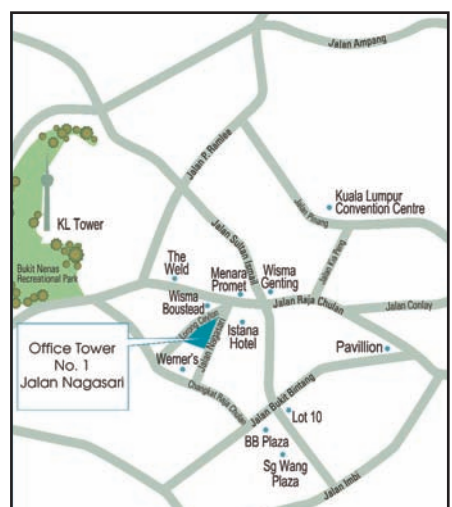 Jalan Ampang
Jalan P. Ramlee
Kuala Lumpur
Convention Centre
Jalan Pinang
KL Tower
Jalan Sultan Ismail
Jalan Kia Peng
Bukit Nenas
Recreational Park
The
Weld
Menara
Promet
Wisma
Genting
Wisma
Boustead
Jalan Raja Chulan
Jalan Conlay
Lorong Ceylon
Jalan Nagasari
Istana
Hotel
Office Tower
No. 1
Jalan Nagasari
Pavillion
Werner's
Changkat Raja Chulan
Jalan Bukit Bintang
Lot 10
BB Plaza
Sg Wang
Plaza
Jalan Imbi